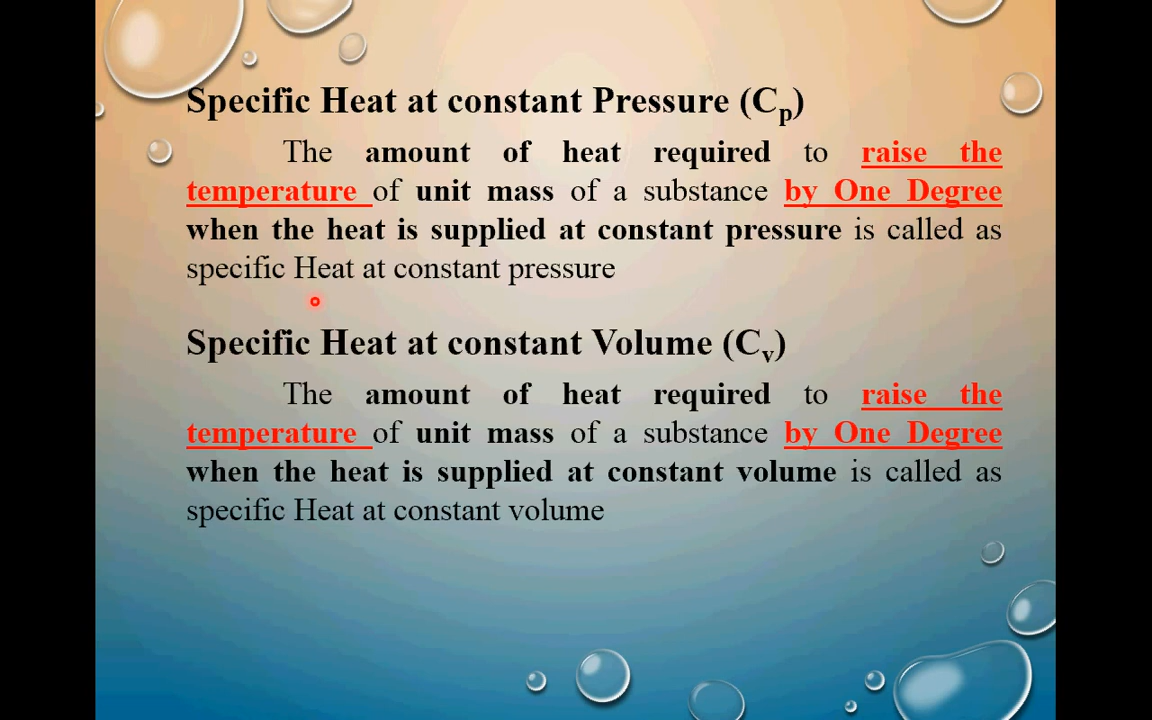 Specific Heat at constant Pressure (Cp)
The amount of heat required to raise the
temperature of unit mass of a substance by One Degree
when the heat is supplied at constant pressure is called as
specific Heat at constant pressure
Specific Heat at constant Volume (Cv)
The amount of heat required to raise the
temperature of unit mass of a substance by One Degree
when the heat is supplied at constant volume is called as
specific Heat at constant volume